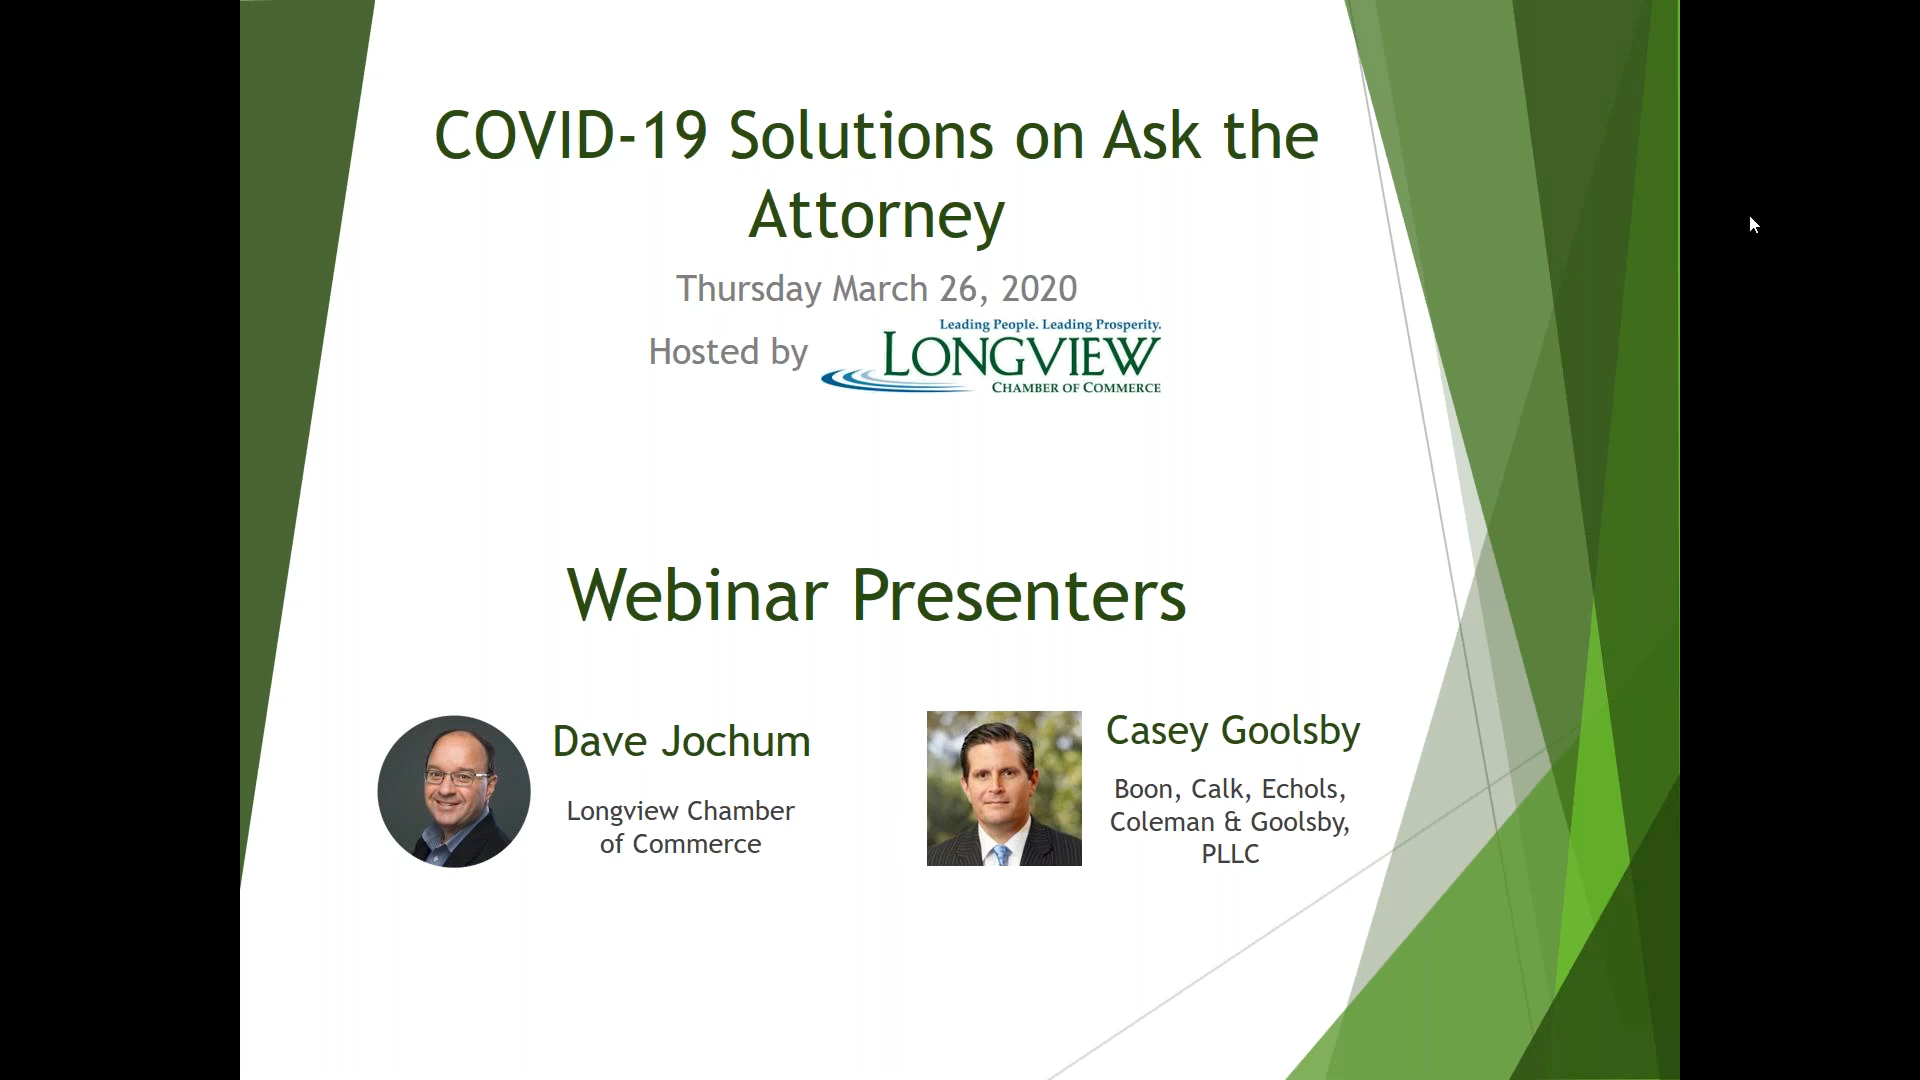 COVID-19 Solutions on Ask the
Attorney
Thursday March 26, 2020
Hosted by
Leading People. Leading Prosperity.
LONGVIEW
CHAMBER OF COMMERCE
Webinar Presenters
Dave Jochum
Longview Chamber
of Commerce
Casey Goolsby
Boon, Calk, Echols,
Coleman & Goolsby,
PLLC